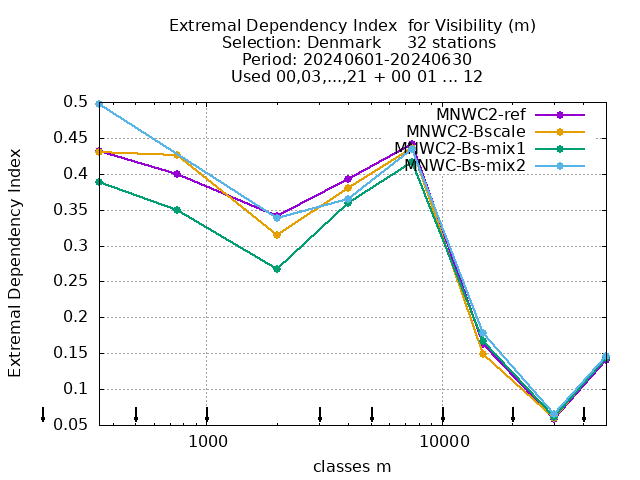 Extremal Dependency Index  for Visibility (m)
Selection: Denmark     32 stations
Period: 20240601-20240630
Used 00,03,...,21 + 00 01 ... 12
MNWC2-ref
MNWC2-Bscale
MNWC2-Bs-mix1
MNWC-Bs-mix2
Extremal Dependency Index
0.5
0.45
0.4
0.35
0.3
0.25
0.2
0.15
0.1
0.05
1000
10000
classes m